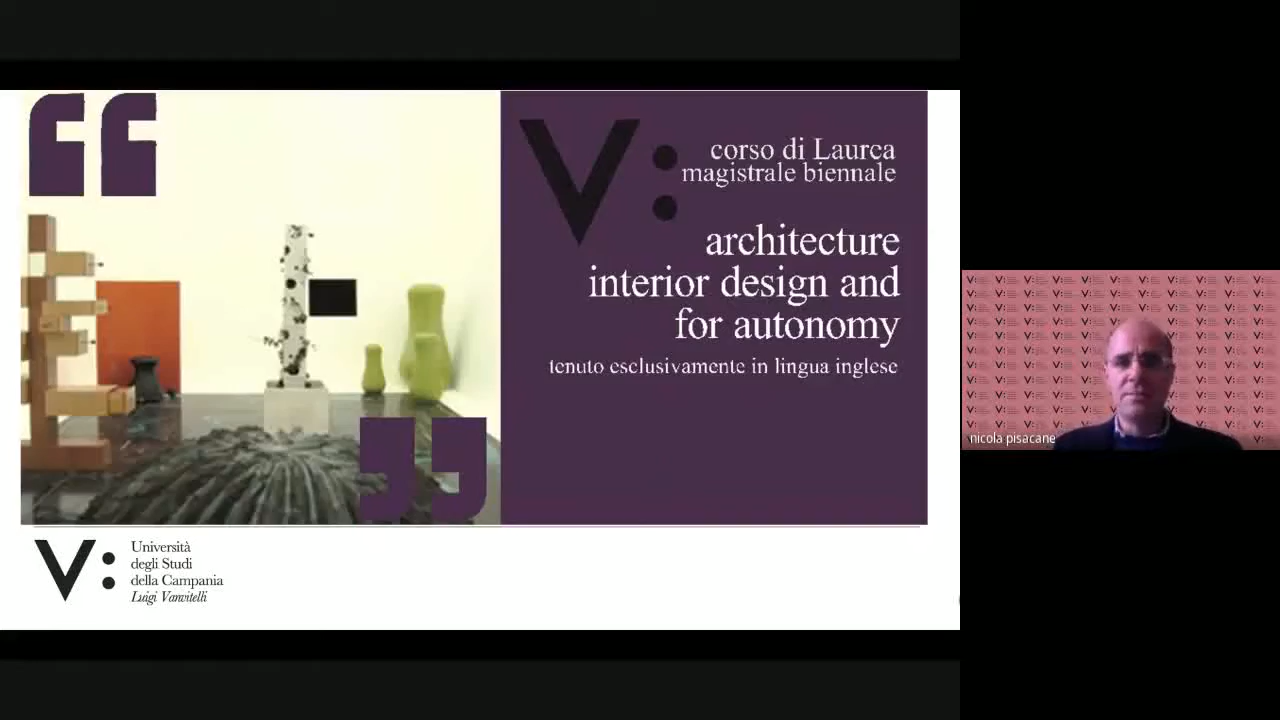 V:
corso di Laurea
magistrale biennale
architecture
interior design and
for autonomy
tenuto esclusivamente in lingua inglese
V:
Università
degli Studi
della Campania
Luigi Vanvitelli
nicola pisacane